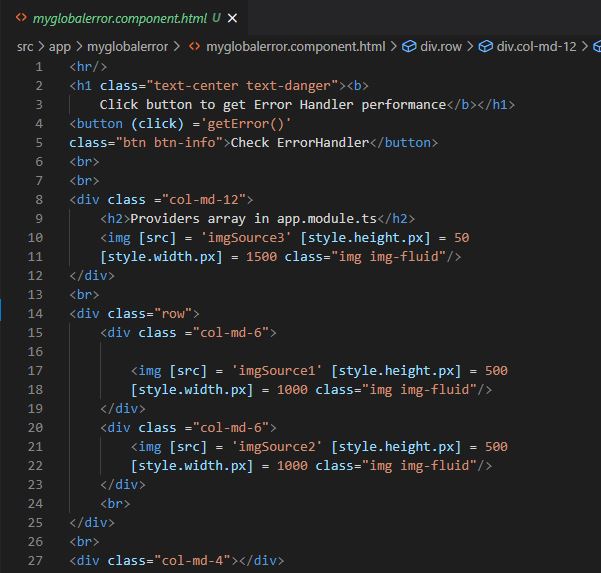 myglobalerror.component.html U
src > app > myglobalerror > myglobalerror.component.html > div.row > div.col-md-12 >
1 <hr/>
2 <h1 class="text-center text-danger"><b>
3 Click button to get Error Handler performance</b></h1>
4 <button (click) ='getError()'
5 class="btn btn-info">Check ErrorHandler</button>
6 <br>
7 <br>
8 <div class ="col-md-12">
9 <h2>Providers array in app.module.ts</h2>
10 <img [src] = 'imgSource3' [style.height.px] = 50
11 [style.width.px] = 1500 class="img img-fluid"/>
12 </div>
13 <br>
14 <div class="row">
15 <div class ="col-md-6">
16
17 <img [src] = 'imgSource1' [style.height.px] = 500
18 [style.width.px] = 1000 class="img img-fluid"/>
19 </div>
20 <div class ="col-md-6">
21 <img [src] = 'imgSource2' [style.height.px] = 500
22 [style.width.px] = 1000 class="img img-fluid"/>
23 </div>
24 <br>
25 </div>
26 <br>
27 <div class="col-md-4"></div>